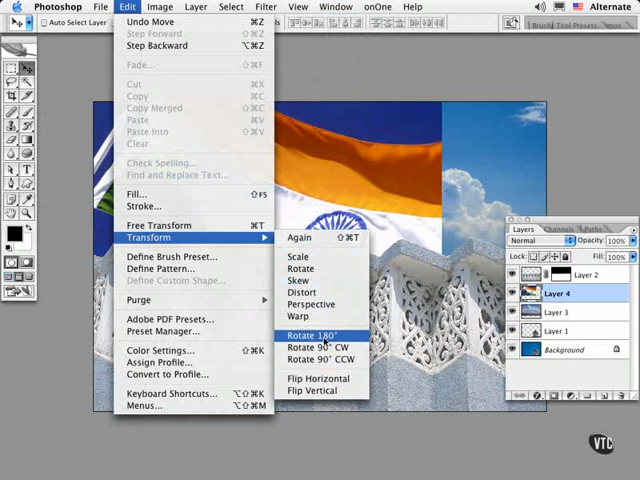 Photoshop File Edit Image Layer Select Filter View Window onOne Help Alternate
Auto Select Layer
Brush Tool Presets Comps
Undo Move ⌘Z
Step Forward ⇧⌘Z
Step Backward ⌥⌘Z
Fade... ⇧⌘F
Cut ⌘X
Copy ⌘C
Copy Merged ⇧⌘C
Paste ⌘V
Paste Into ⇧⌘V
Clear
Check Spelling...
Find and Replace Text...
Fill... ⇧F5
Stroke...
Free Transform ⌘T
Transform
Define Brush Preset...
Define Pattern...
Define Custom Shape...
Purge
Adobe PDF Presets...
Preset Manager...
Color Settings... ⇧⌘K
Assign Profile...
Convert to Profile...
Keyboard Shortcuts... ⌥⇧⌘K
Menus... ⌥⇧⌘M
Again ⇧⌘T
Scale
Rotate
Skew
Distort
Perspective
Warp
Rotate 180°
Rotate 90° CW
Rotate 90° CCW
Flip Horizontal
Flip Vertical
Layers Channels Paths
Normal Opacity: 100%
Lock: Fill: 100%
Layer 2
Layer 4
Layer 3
Layer 1
Background
VTC